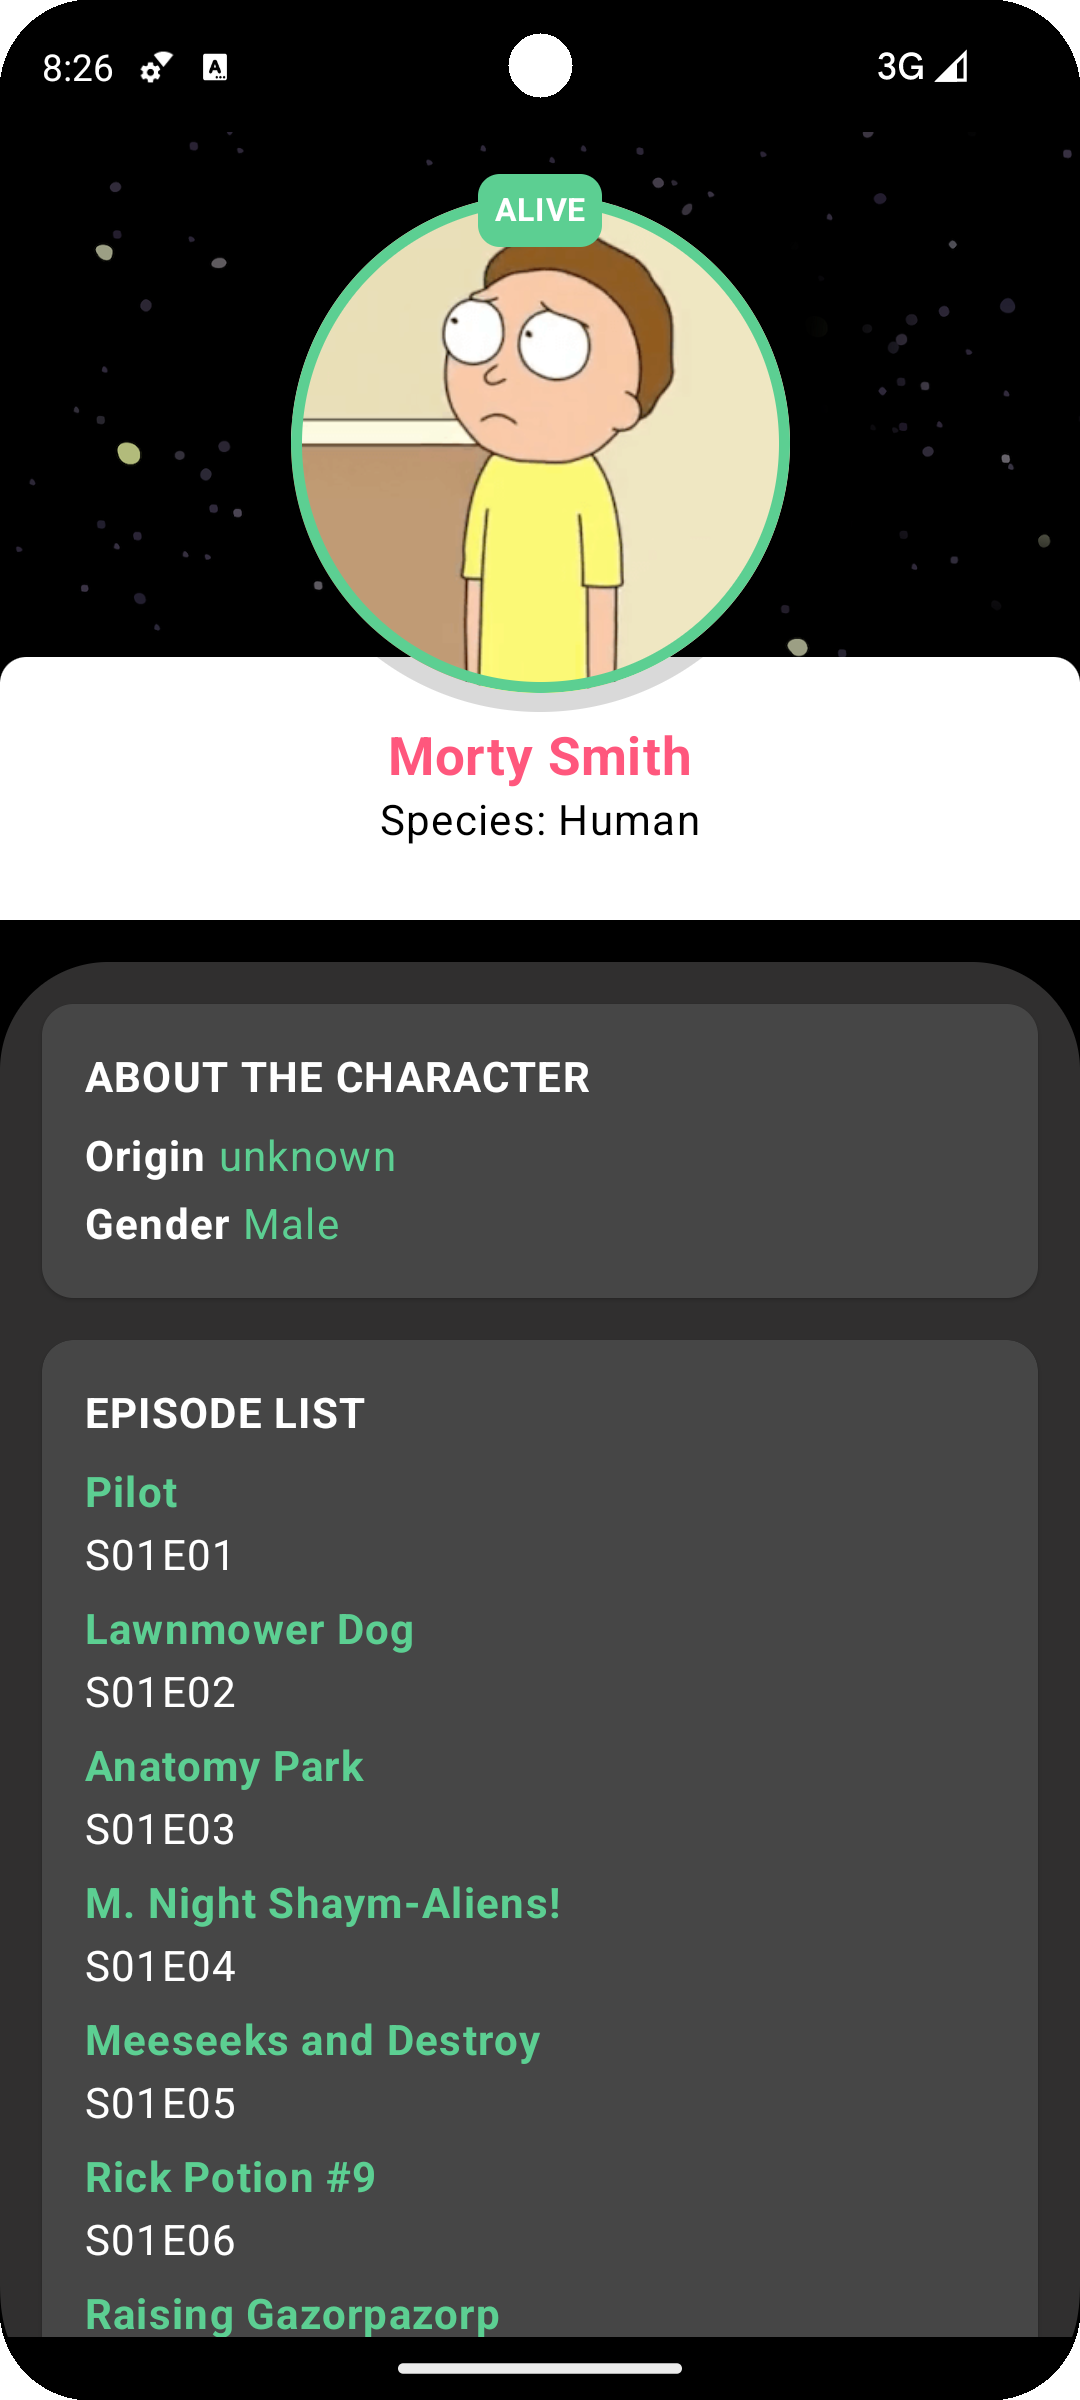 8:26
3G
ALIVE
Morty Smith
Species: Human
ABOUT THE CHARACTER
Origin unknown
Gender Male
EPISODE LIST
Pilot
S01E01
Lawnmower Dog
S01E02
Anatomy Park
S01E03
M. Night Shaym-Aliens!
S01E04
Meeseeks and Destroy
S01E05
Rick Potion #9
S01E06
Raising Gazorpazorp